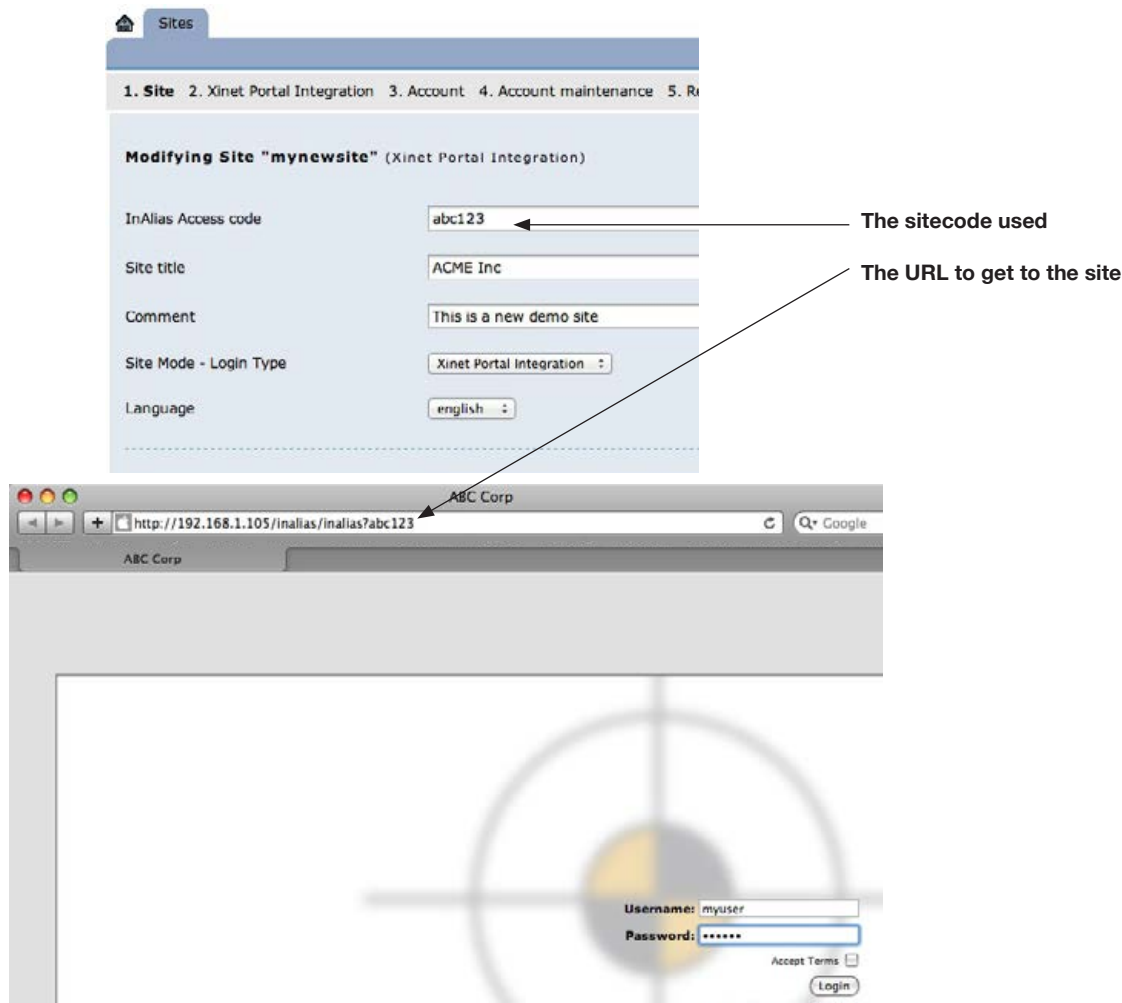 Sites
1. Site 2. Xinet Portal Integration 3. Account 4. Account maintenance 5. R
Modifying Site "mynewsite" (Xinet Portal Integration)
InAlias Access code abc123
The sitecode used
Site title ACME Inc
The URL to get to the site
Comment This is a new demo site
Site Mode - Login Type Xinet Portal Integration
Language english
ABC Corp
http://192.168.1.105/inalias/inalias?abc123
Google
ABC Corp
Username: myuser
Password: ••••••
Accept Terms
Login